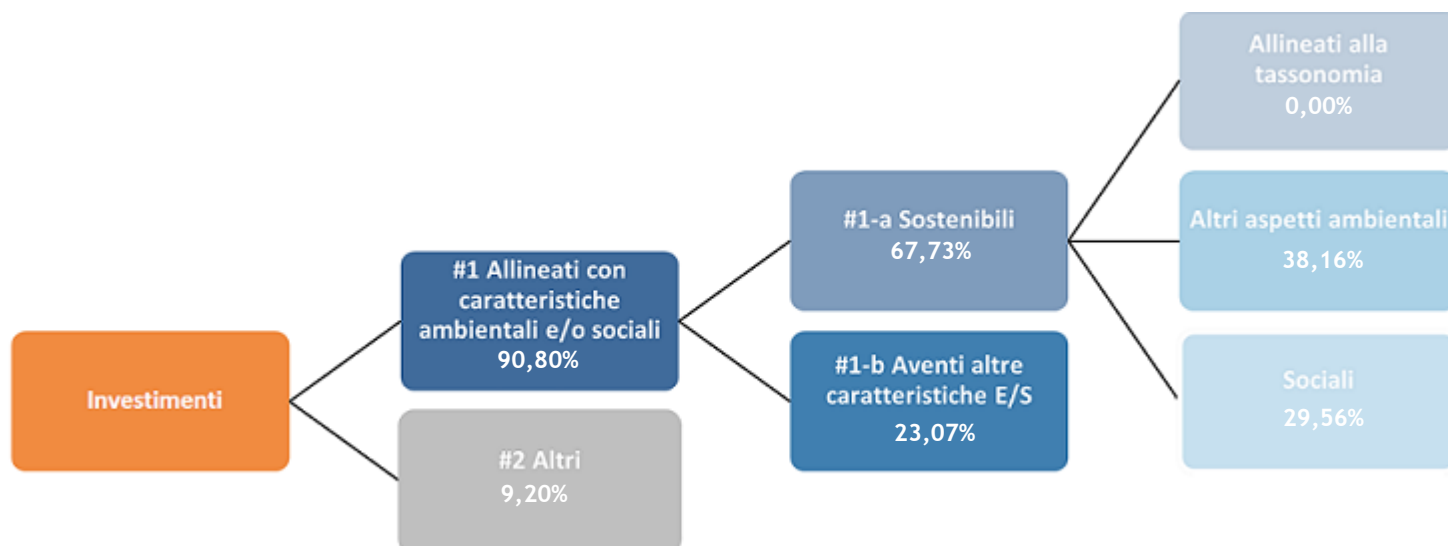 Investimenti
#1 Allineati con
caratteristiche
ambientali e/o sociali
90,80%
#2 Altri
9,20%
#1-a Sostenibili
67,73%
#1-b Aventi altre
caratteristiche E/S
23,07%
Allineati alla
tassonomia
0,00%
Altri aspetti ambientali
38,16%
Sociali
29,56%